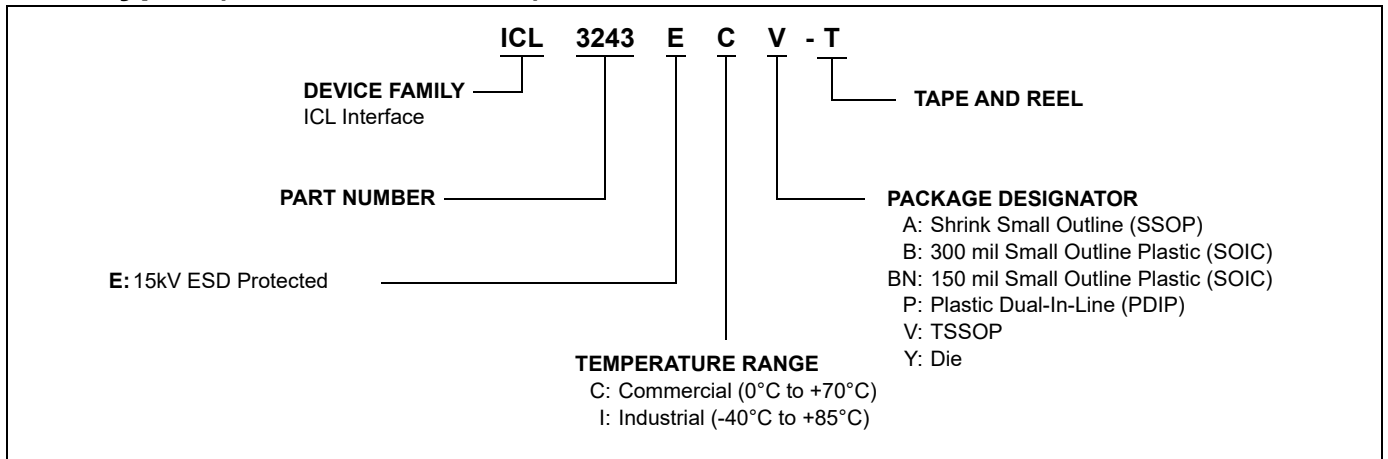 ICL 3243 E C V - T
DEVICE FAMILY
ICL Interface
TAPE AND REEL
PART NUMBER
PACKAGE DESIGNATOR
A: Shrink Small Outline (SSOP)
B: 300 mil Small Outline Plastic (SOIC)
BN: 150 mil Small Outline Plastic (SOIC)
P: Plastic Dual-In-Line (PDIP)
V: TSSOP
Y: Die
E: 15kV ESD Protected
TEMPERATURE RANGE
C: Commercial (0°C to +70°C)
I: Industrial (-40°C to +85°C)